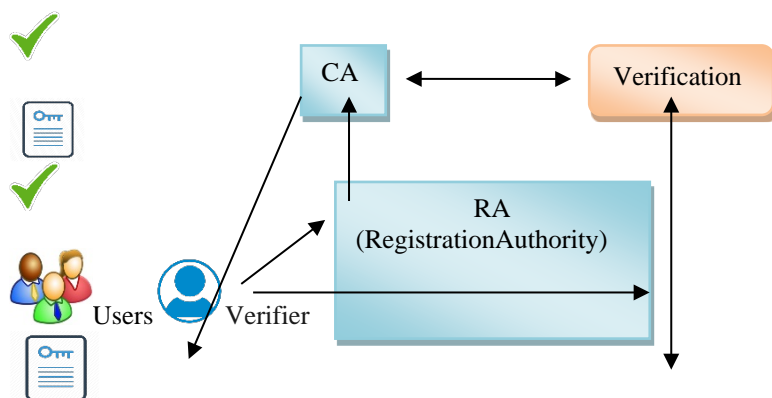 CA
Verification
RA
(RegistrationAuthority)
Users
Verifier